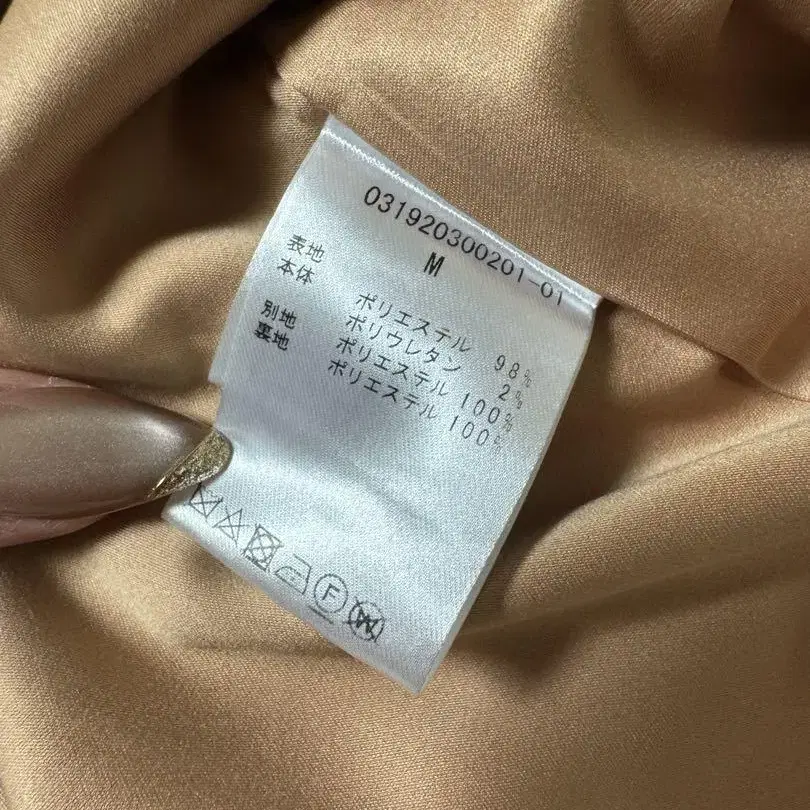 031920300201-01
M
表地
本体 ポリエステル 98%
ポリウレタン 2%
別地 ポリエステル 100%
裏地 ポリエステル 100%
F
W